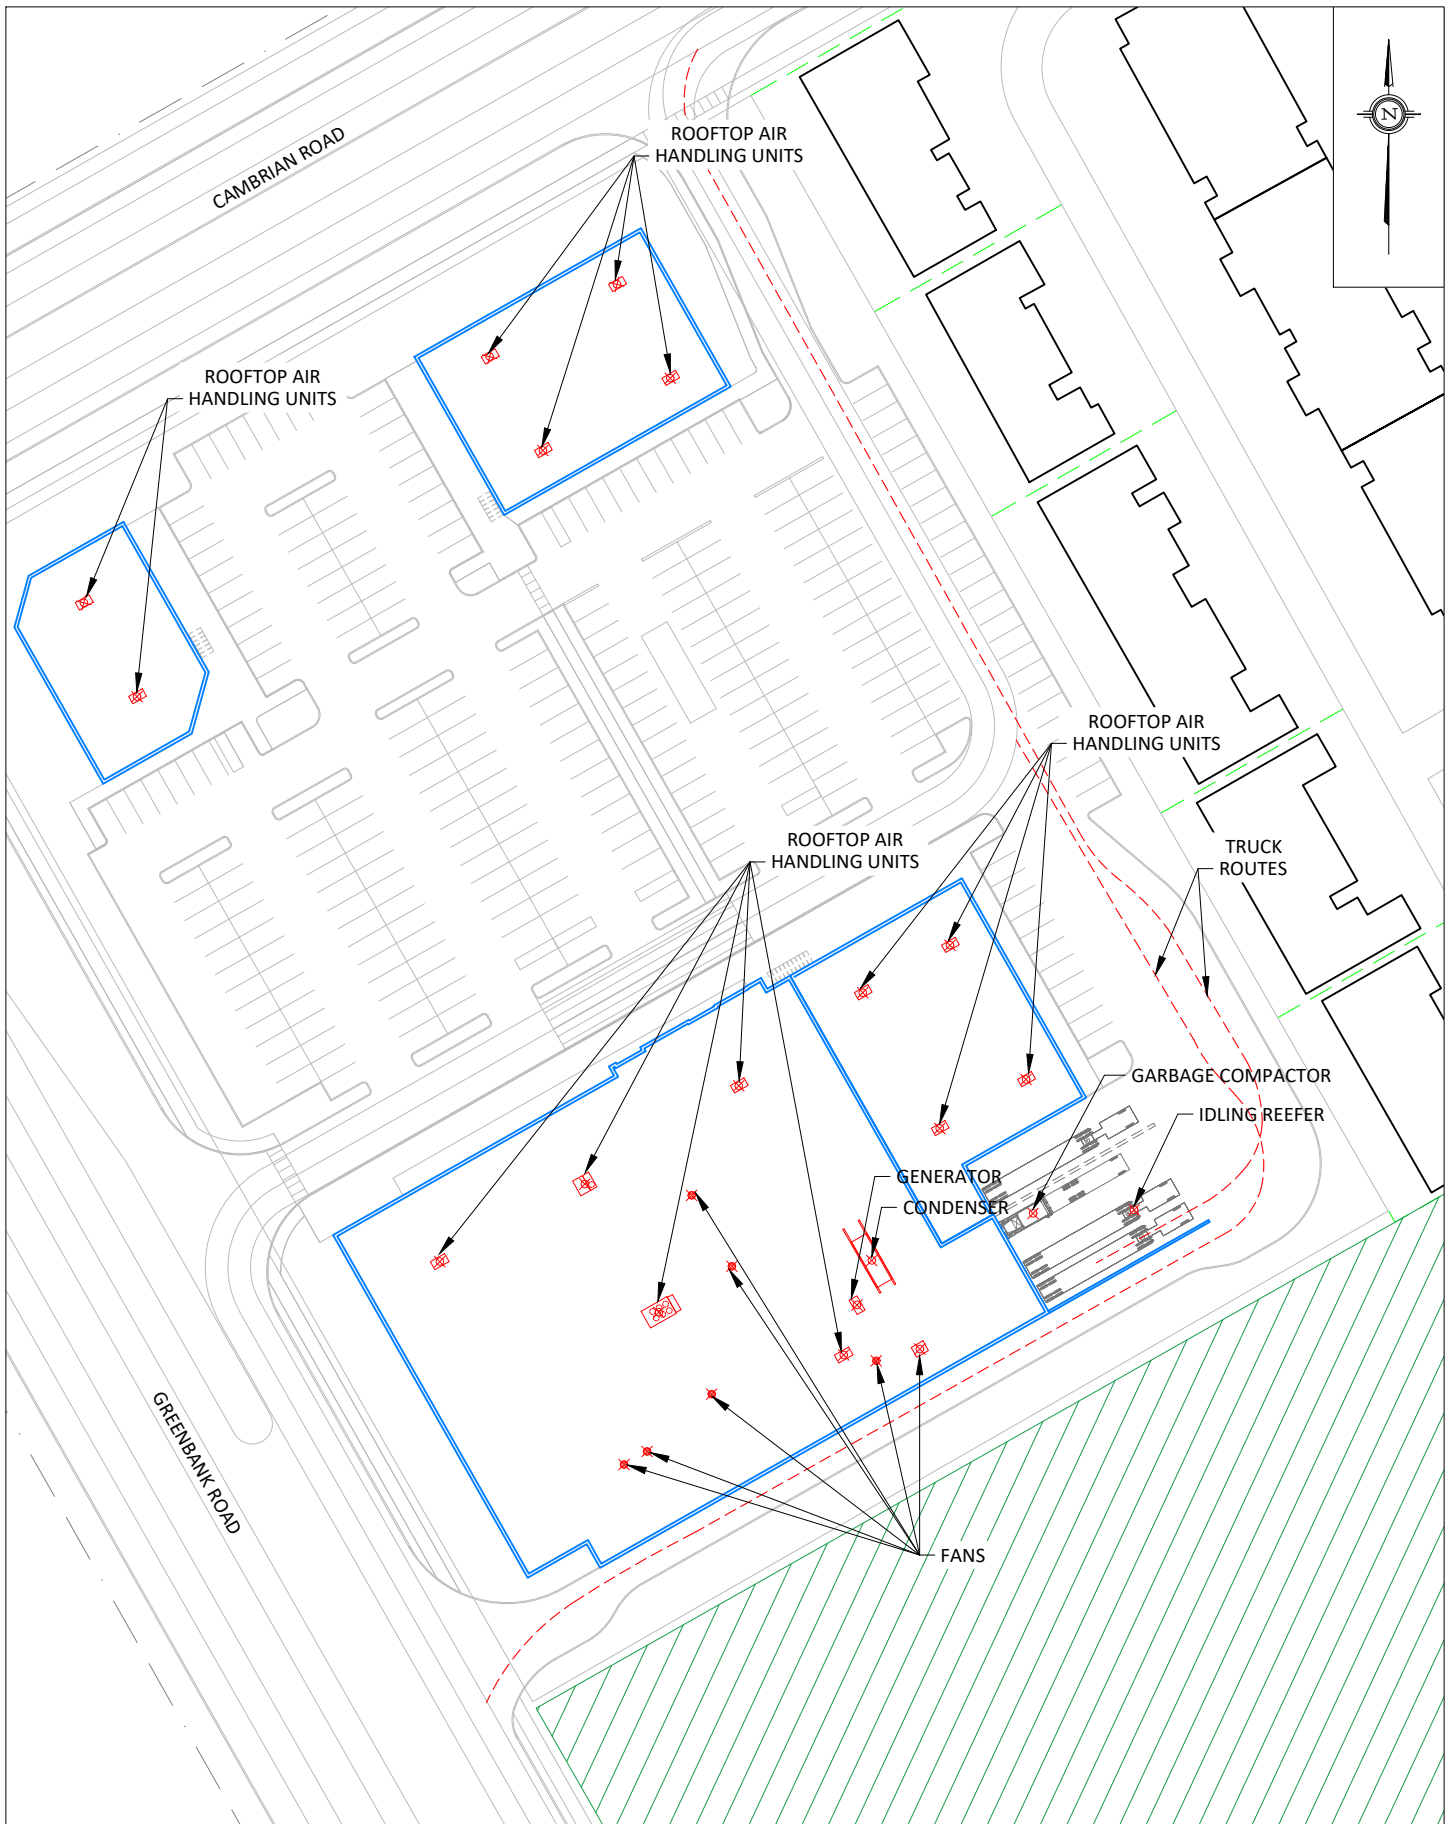 N
ROOFTOP AIR
HANDLING UNITS
CAMBRIAN ROAD
ROOFTOP AIR
HANDLING UNITS
ROOFTOP AIR
HANDLING UNITS
ROOFTOP AIR
HANDLING UNITS
TRUCK
ROUTES
GARBAGE COMPACTOR
IDLING REEFER
GENERATOR
CONDENSER
GREENBANK ROAD
FANS